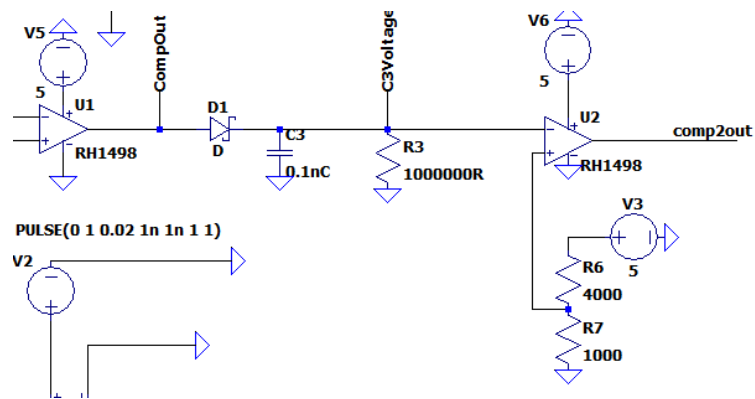 V5
5
U1
RH1498
CompOut
D1
D
C3
0.1nC
C3Voltage
R3
1000000R
V6
5
U2
RH1498
comp2out
V3
5
R6
4000
R7
1000
PULSE(0 1 0.02 1n 1n 1 1)
V2